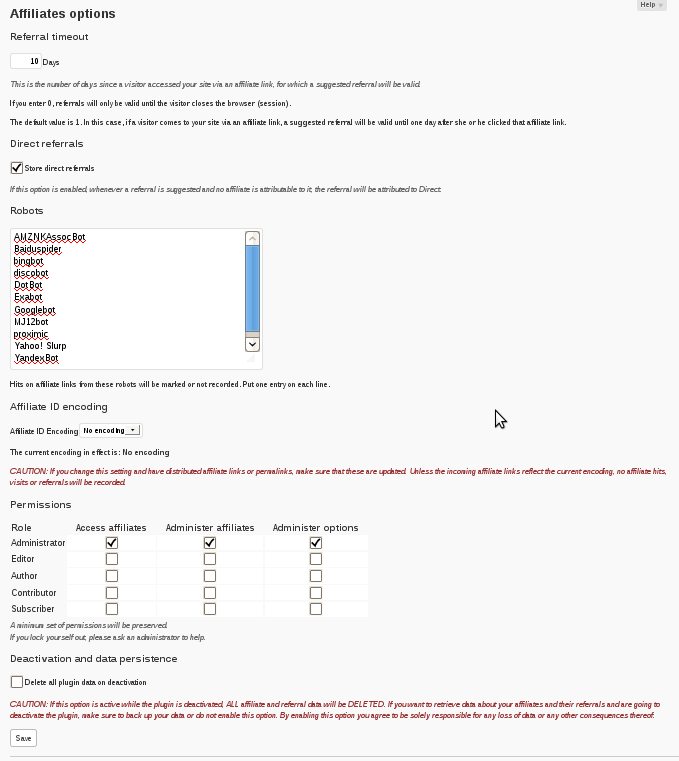 Help
Affiliates options
Referral timeout
10 Days
This is the number of days since a visitor accessed your site via an affiliate link, for which a suggested referral will be valid.
If you enter 0, referrals will only be valid until the visitor closes the browser (session).
The default value is 1. In this case, if a visitor comes to your site via an affiliate link, a suggested referral will be valid until one day after she or he clicked that affiliate link.
Direct referrals
Store direct referrals
If this option is enabled, whenever a referral is suggested and no affiliate is attributable to it, the referral will be attributed to Direct.
Robots
AMZNKAssocBot
Baiduspider
bingbot
discobot
DotBot
Exabot
Googlebot
MJ12bot
proximic
Yahoo! Slurp
YandexBot
Hits on affiliate links from these robots will be marked or not recorded. Put one entry on each line.
Affiliate ID encoding
Affiliate ID Encoding No encoding
The current encoding in effect is: No encoding
CAUTION: If you change this setting and have distributed affiliate links or permalinks, make sure that these are updated. Unless the incoming affiliate links reflect the current encoding, no affiliate hits,
visits or referrals will be recorded.
Permissions
Role Access affiliates Administer affiliates Administer options
Administrator
Editor
Author
Contributor
Subscriber
A minimum set of permissions will be preserved.
If you lock yourself out, please ask an administrator to help.
Deactivation and data persistence
Delete all plugin data on deactivation
CAUTION: If this option is active while the plugin is deactivated, ALL affiliate and referral data will be DELETED. If you want to retrieve data about your affiliates and their referrals and are going to
deactivate the plugin, make sure to back up your data or do not enable this option. By enabling this option you agree to be solely responsible for any loss of data or any other consequences thereof.
Save